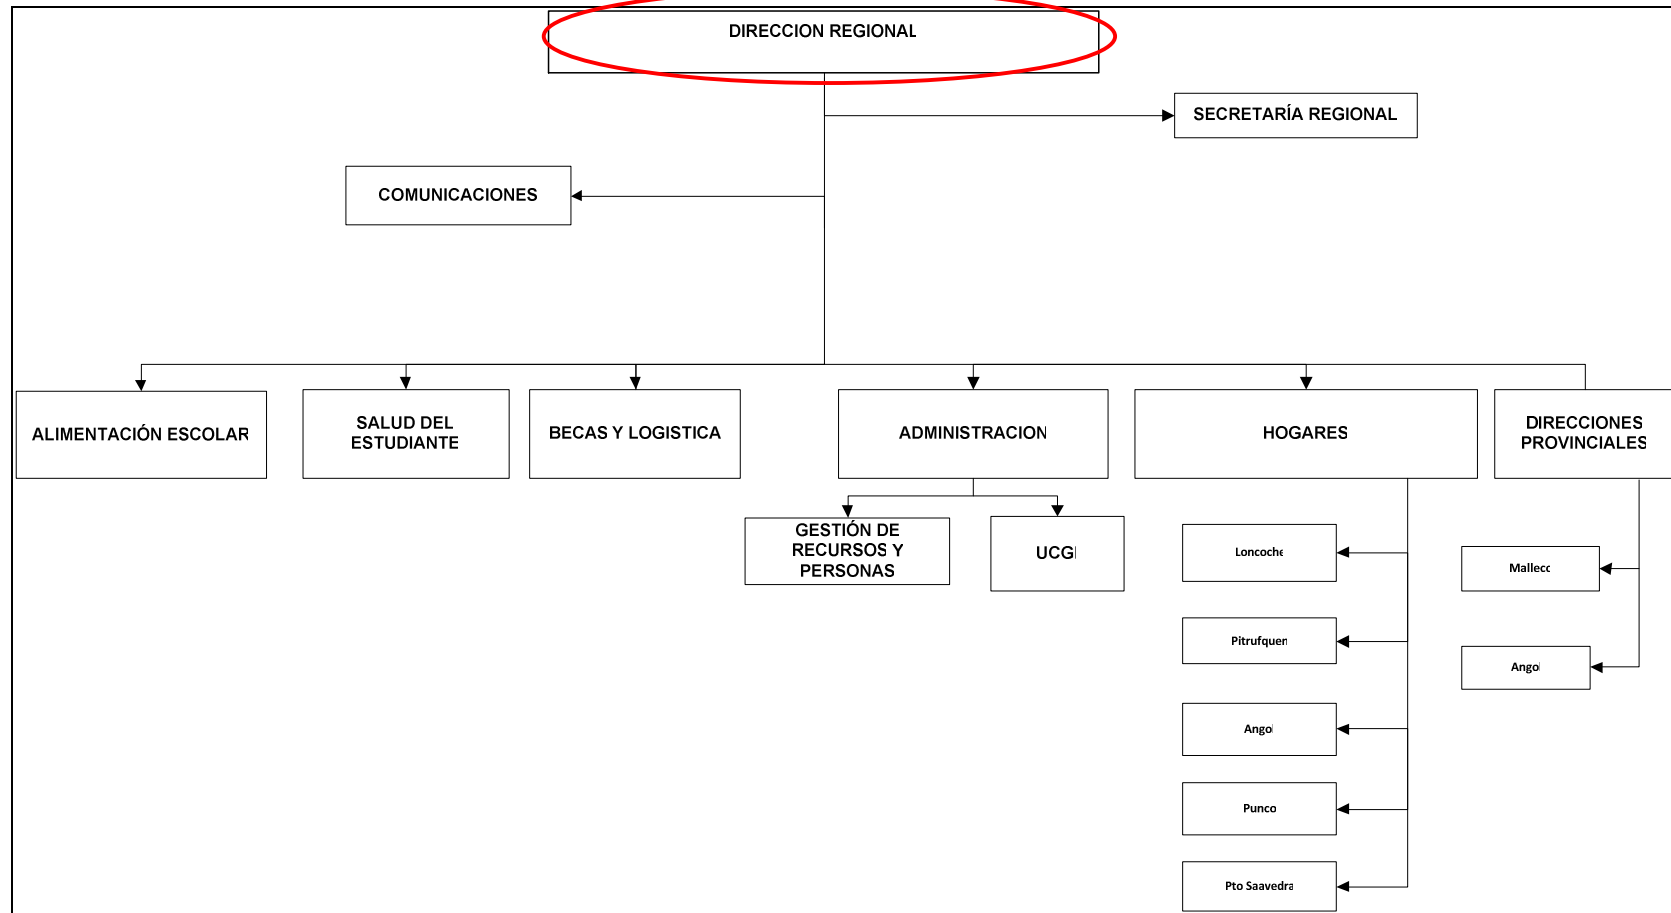 DIRECCION REGIONAL
SECRETARÍA REGIONAL
COMUNICACIONES
ALIMENTACIÓN ESCOLAR
SALUD DEL
ESTUDIANTE
BECAS Y LOGISTICA
ADMINISTRACION
HOGARES
DIRECCIONES
PROVINCIALES
GESTIÓN DE
RECURSOS Y
PERSONAS
UCGI
Loncoche
Pitrufquen
Angol
Punco
Pto Saavedra
Malleco
Angol